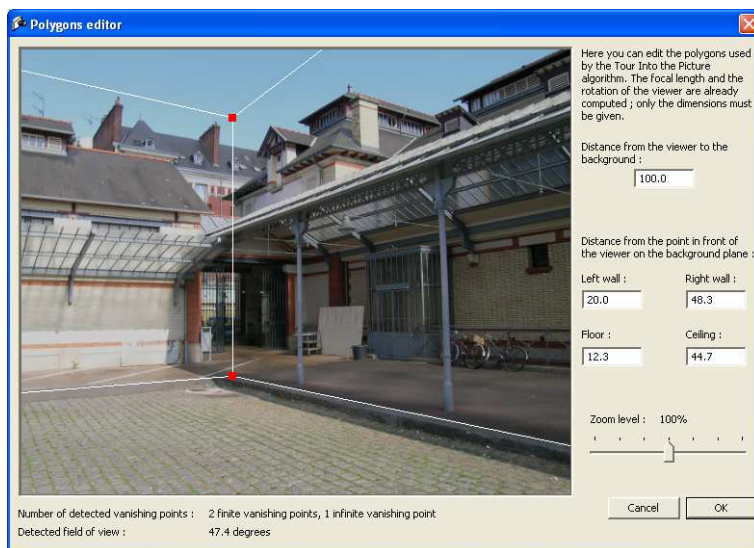 Polygons editor
Here you can edit the polygons used
by the Tour Into the Picture
algorithm. The focal length and the
rotation of the viewer are already
computed ; only the dimensions must
be given.
Distance from the viewer to the
background :
100.0
Distance from the point in front of
the viewer on the background plane :
Left wall :
Right wall :
20.0
48.3
Floor :
Ceiling :
12.3
44.7
Zoom level : 100%
Number of detected vanishing points : 2 finite vanishing points, 1 infinite vanishing point
Detected field of view : 47.4 degrees
Cancel
OK